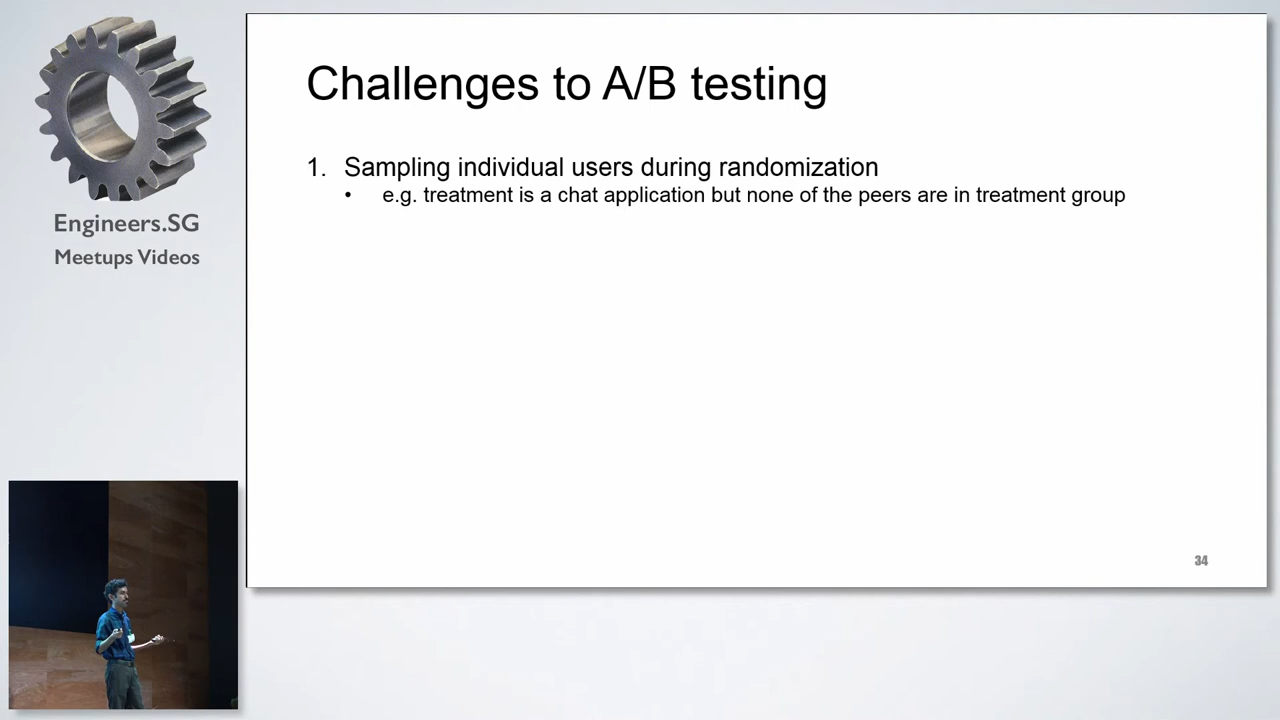 Engineers.SG
Meetups Videos
Challenges to A/B testing
1. Sampling individual users during randomization
• e.g. treatment is a chat application but none of the peers are in treatment group
34